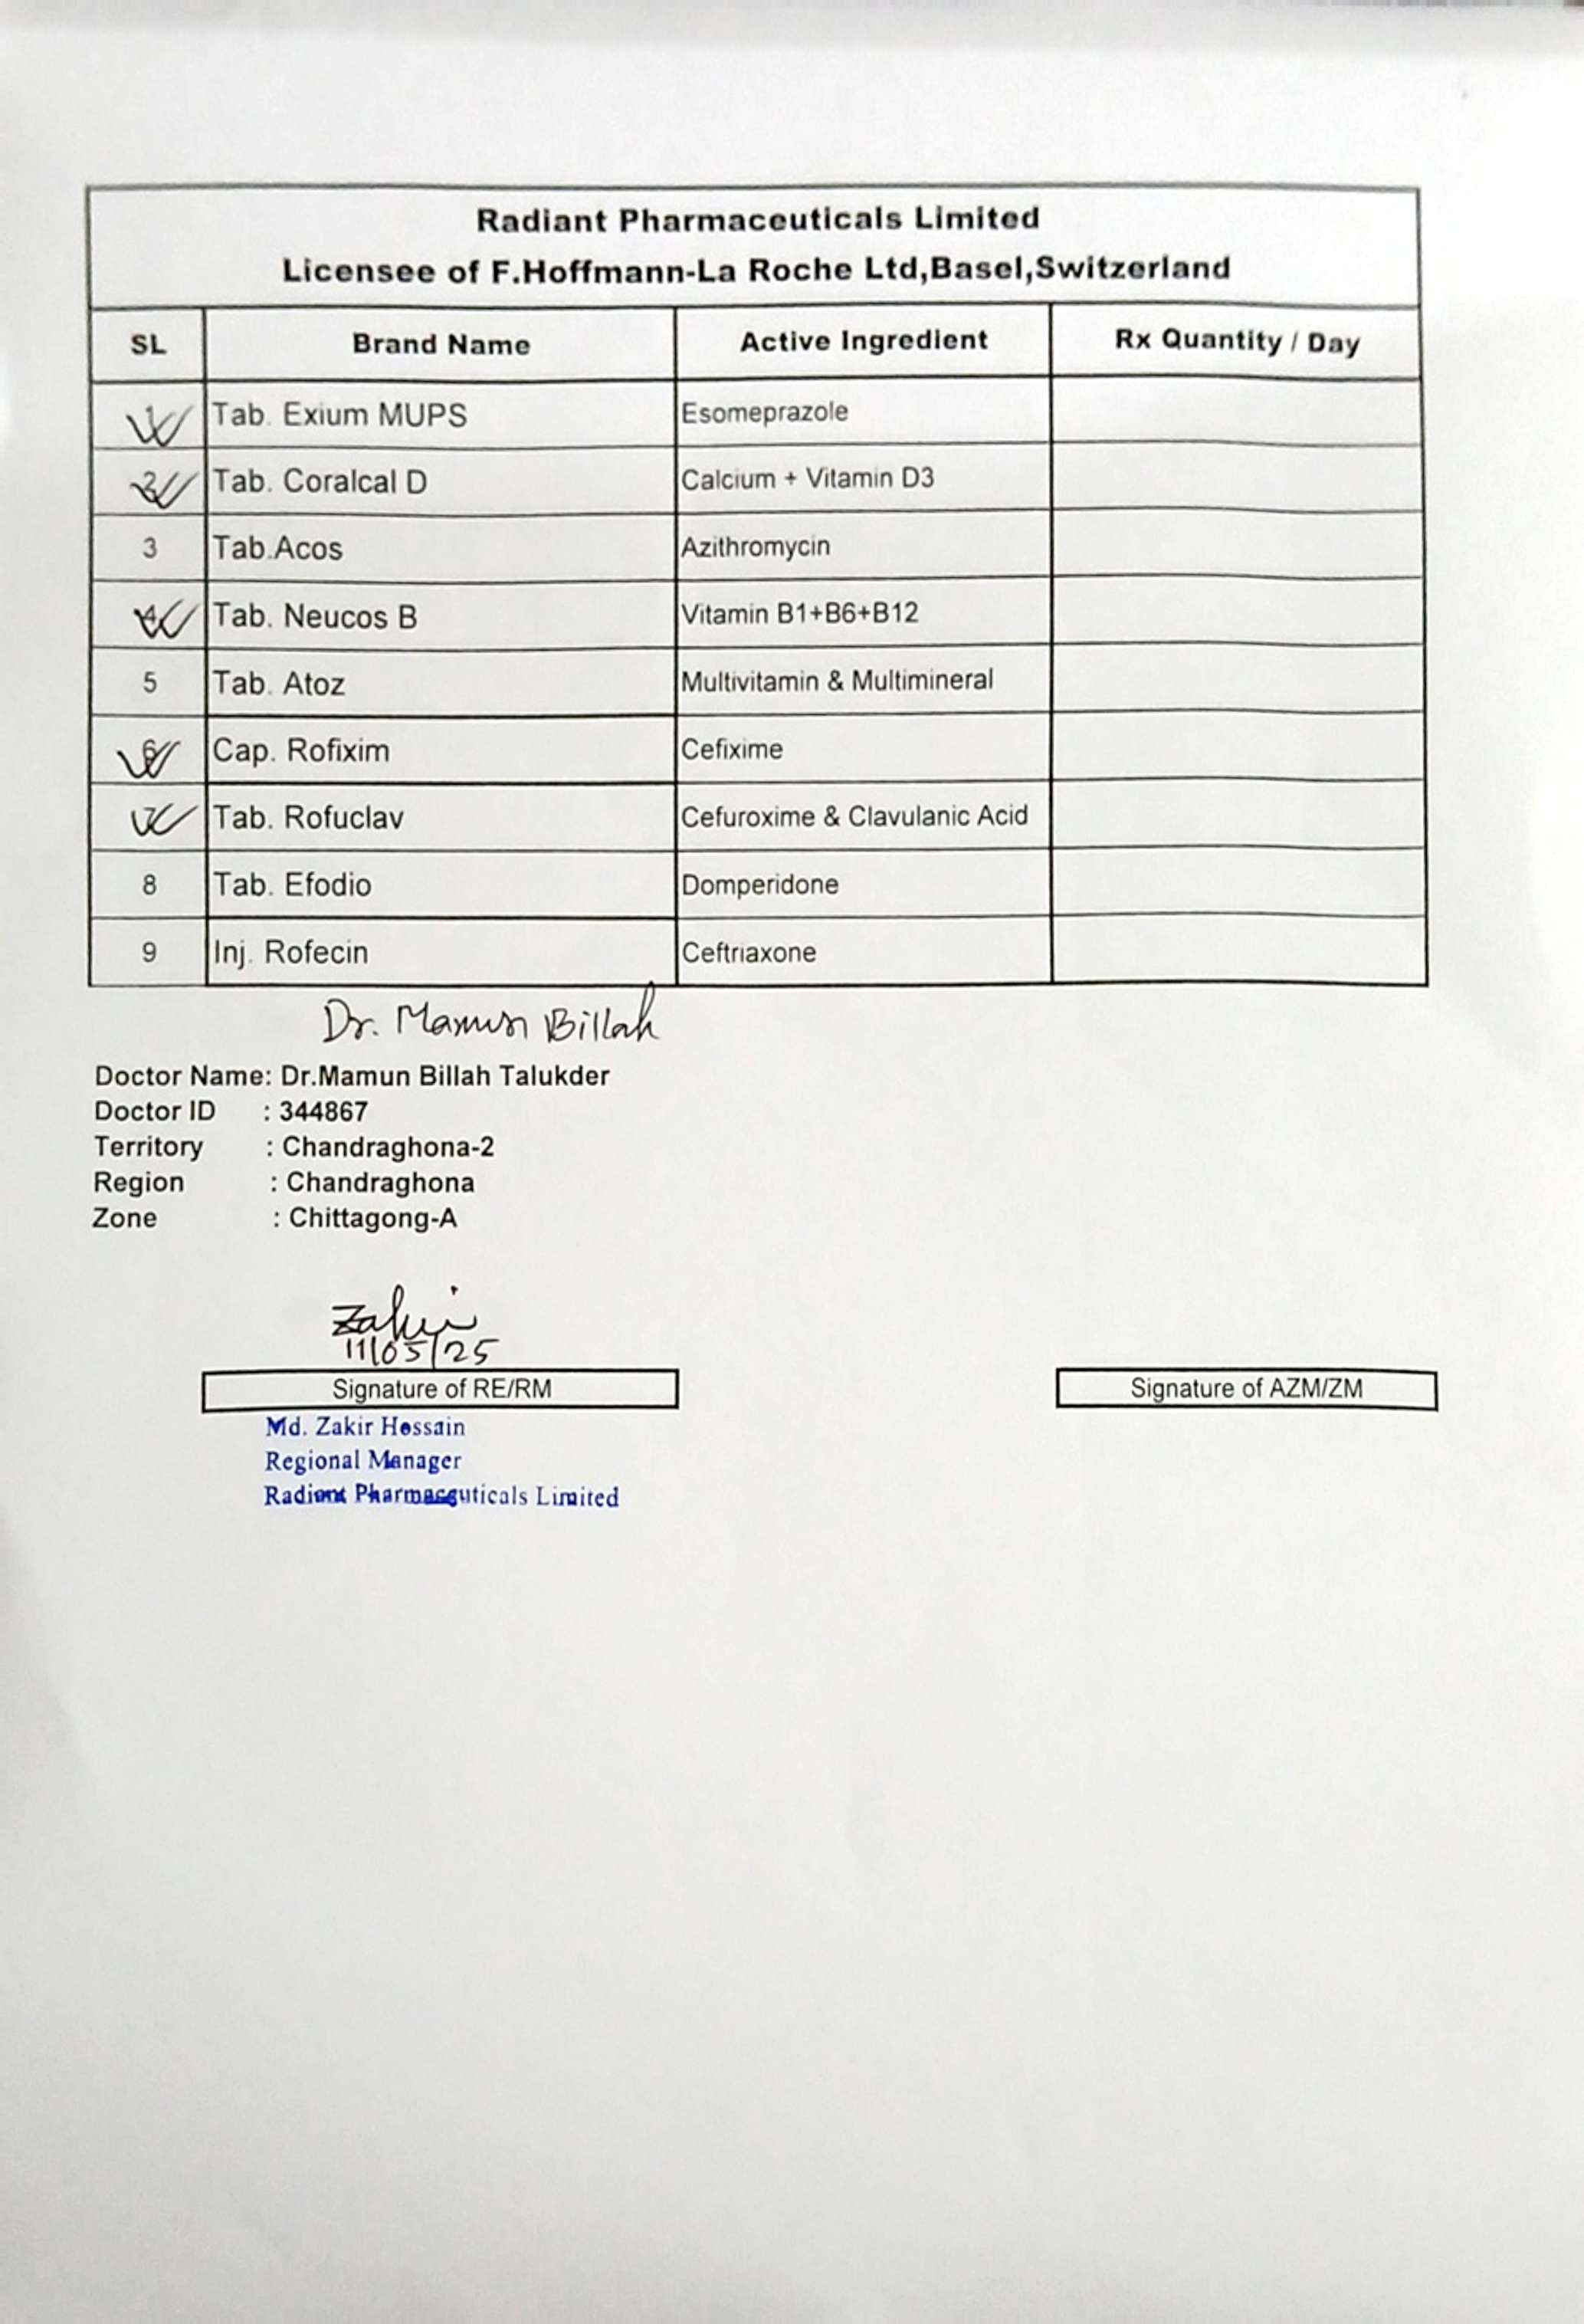 Radiant Pharmaceuticals Limited
Licensee of F.Hoffmann-La Roche Ltd,Basel,Switzerland
SL Brand Name Active Ingredient Rx Quantity / Day
1 Tab. Exium MUPS Esomeprazole
2 Tab. Coralcal D Calcium + Vitamin D3
3 Tab.Acos Azithromycin
4 Tab. Neucos B Vitamin B1+B6+B12
5 Tab. Atoz Multivitamin & Multimineral
6 Cap. Rofixim Cefixime
7 Tab. Rofuclav Cefuroxime & Clavulanic Acid
8 Tab. Efodio Domperidone
9 Inj. Rofecin Ceftriaxone
Dr. Mamun Billah
Doctor Name: Dr.Mamun Billah Talukder
Doctor ID : 344867
Territory : Chandraghona-2
Region : Chandraghona
Zone : Chittagong-A
Zakir
11/05/25
Signature of RE/RM Signature of AZM/ZM
Md. Zakir Hossain
Regional Manager
Radiant Pharmaceuticals Limited